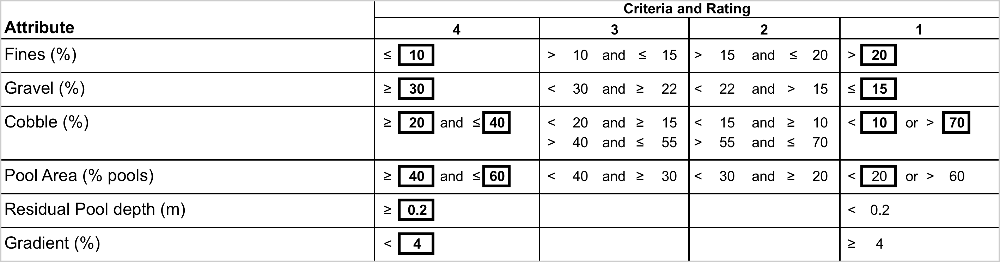 Criteria and Rating
Attribute 4 3 2 1
Fines (%) ≤ 10 > 10 and ≤ 15 > 15 and ≤ 20 > 20
Gravel (%) ≥ 30 < 30 and ≥ 22 < 22 and > 15 ≤ 15
Cobble (%) ≥ 20 and ≤ 40 < 20 and ≥ 15 < 15 and ≥ 10 < 10 or > 70
> 40 and ≤ 55 > 55 and ≤ 70
Pool Area (% pools) ≥ 40 and ≤ 60 < 40 and ≥ 30 < 30 and ≥ 20 < 20 or > 60
Residual Pool depth (m) ≥ 0.2 < 0.2
Gradient (%) < 4 ≥ 4